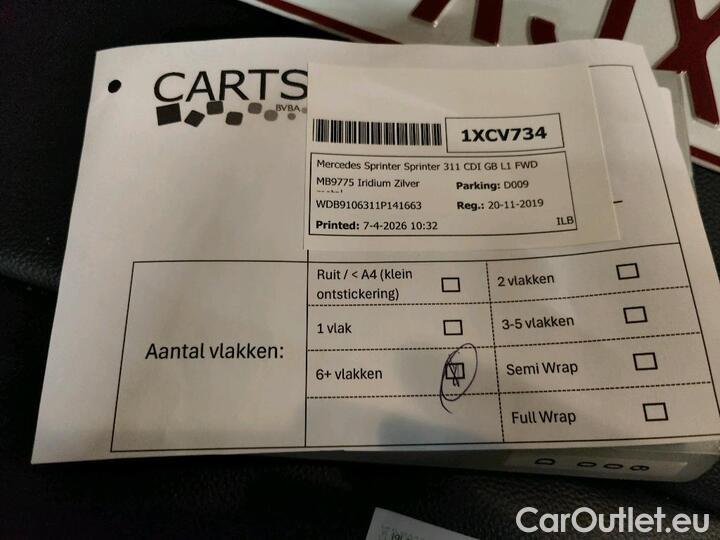 CARTS
BVBA
1XCV734
Mercedes Sprinter Sprinter 311 CDI GB L1 FWD
MB9775 Iridium Zilver
Parking: D009
WDB9106311P141663
Reg.: 20-11-2019
Printed: 7-4-2026 10:32
ILB
Aantal vlakken:
Ruit / < A4 (klein
ontstickering)
2 vlakken
1 vlak
3-5 vlakken
6+ vlakken
Semi Wrap
Full Wrap
CarOutlet.eu